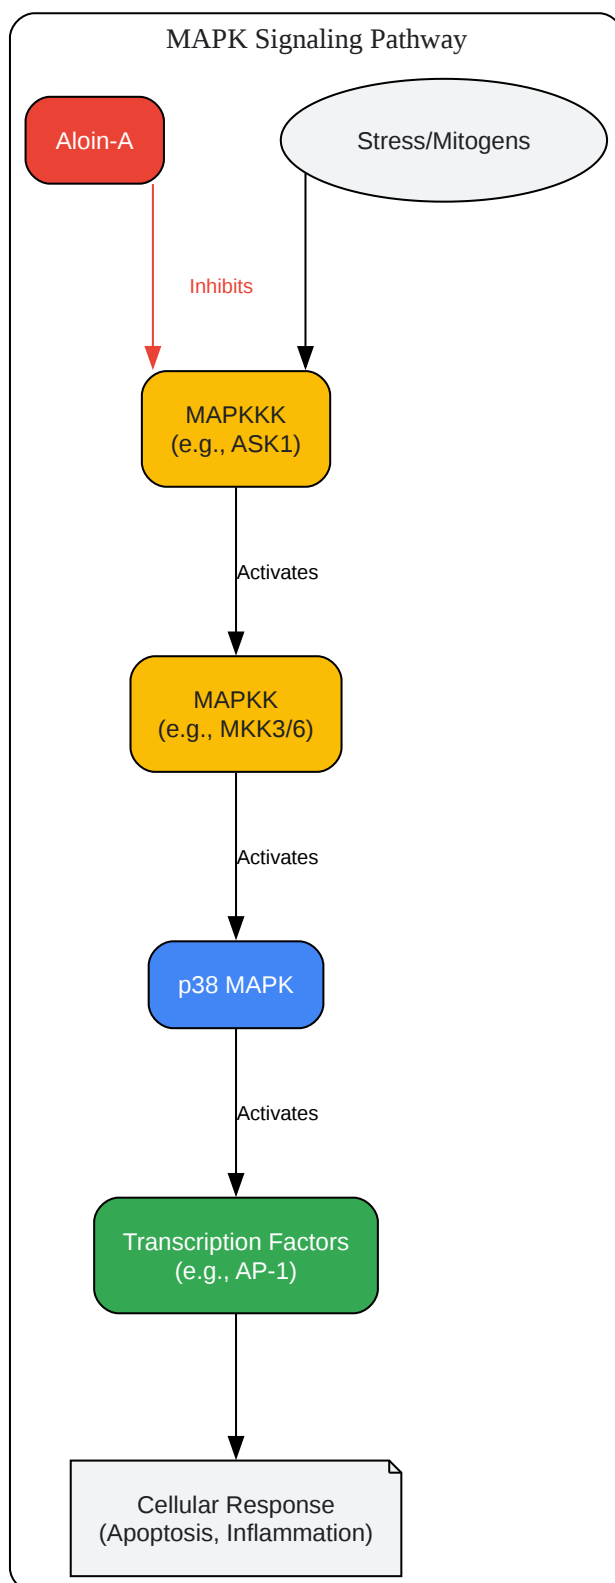 MAPK Signaling Pathway
Aloin-A
Stress/Mitogens
Inhibits
MAPKKK
(e.g., ASK1)
Activates
MAPKK
(e.g., MKK3/6)
Activates
p38 MAPK
Activates
Transcription Factors
(e.g., AP-1)
Cellular Response
(Apoptosis, Inflammation)